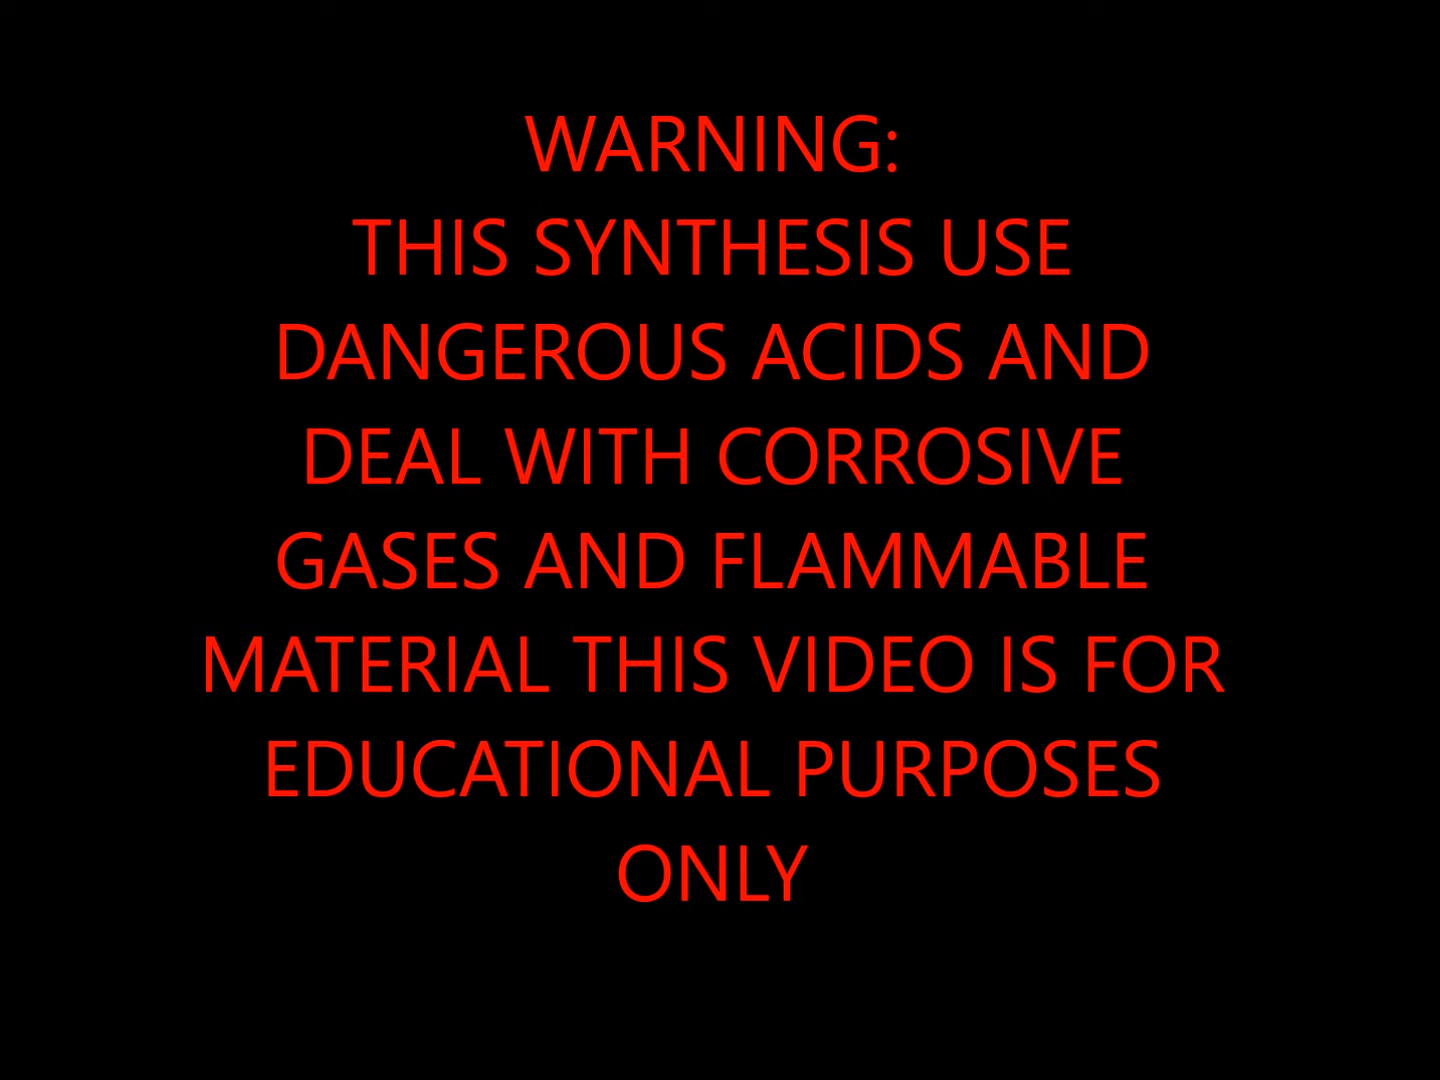 WARNING:
THIS SYNTHESIS USE
DANGEROUS ACIDS AND
DEAL WITH CORROSIVE
GASES AND FLAMMABLE
MATERIAL THIS VIDEO IS FOR
EDUCATIONAL PURPOSES
ONLY